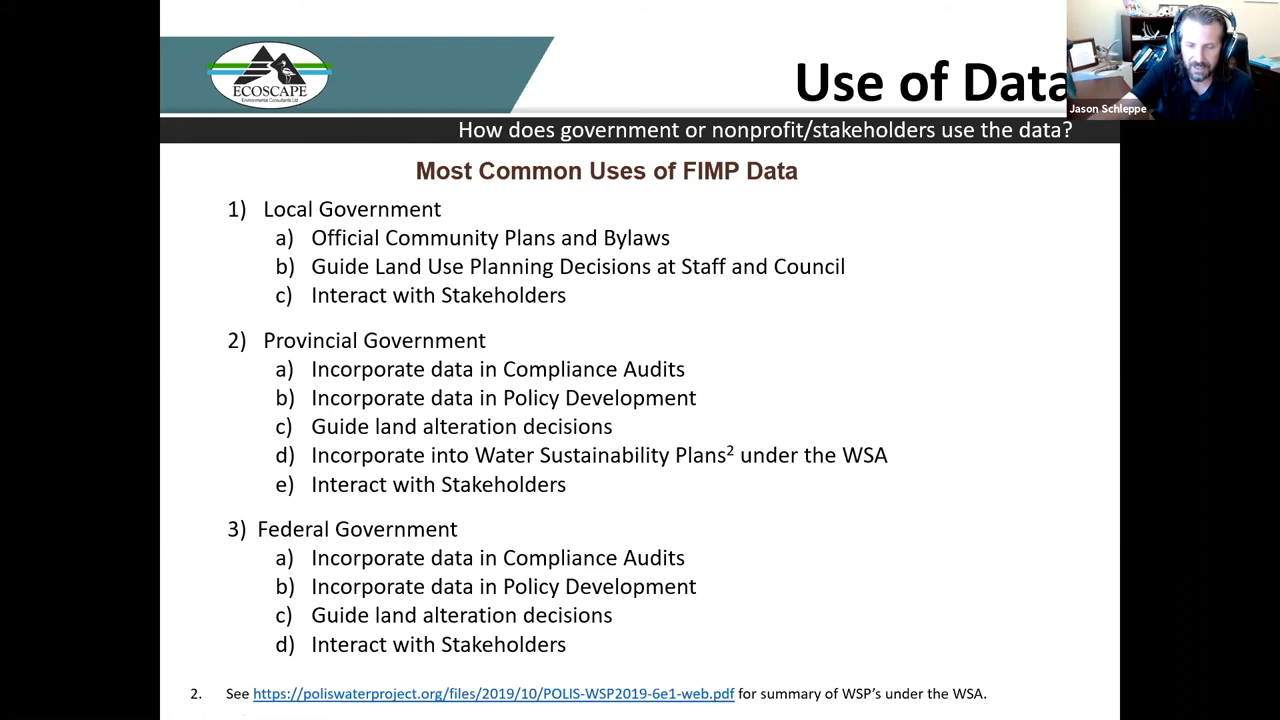 ECOSCAPE
Environmental Consultants Ltd.
Use of Data
Jason Schleppe
How does government or nonprofit/stakeholders use the data?
Most Common Uses of FIMP Data
1) Local Government
a) Official Community Plans and Bylaws
b) Guide Land Use Planning Decisions at Staff and Council
c) Interact with Stakeholders
2) Provincial Government
a) Incorporate data in Compliance Audits
b) Incorporate data in Policy Development
c) Guide land alteration decisions
d) Incorporate into Water Sustainability Plans² under the WSA
e) Interact with Stakeholders
3) Federal Government
a) Incorporate data in Compliance Audits
b) Incorporate data in Policy Development
c) Guide land alteration decisions
d) Interact with Stakeholders
2. See https://poliswaterproject.org/files/2019/10/POLIS-WSP2019-6e1-web.pdf for summary of WSP's under the WSA.